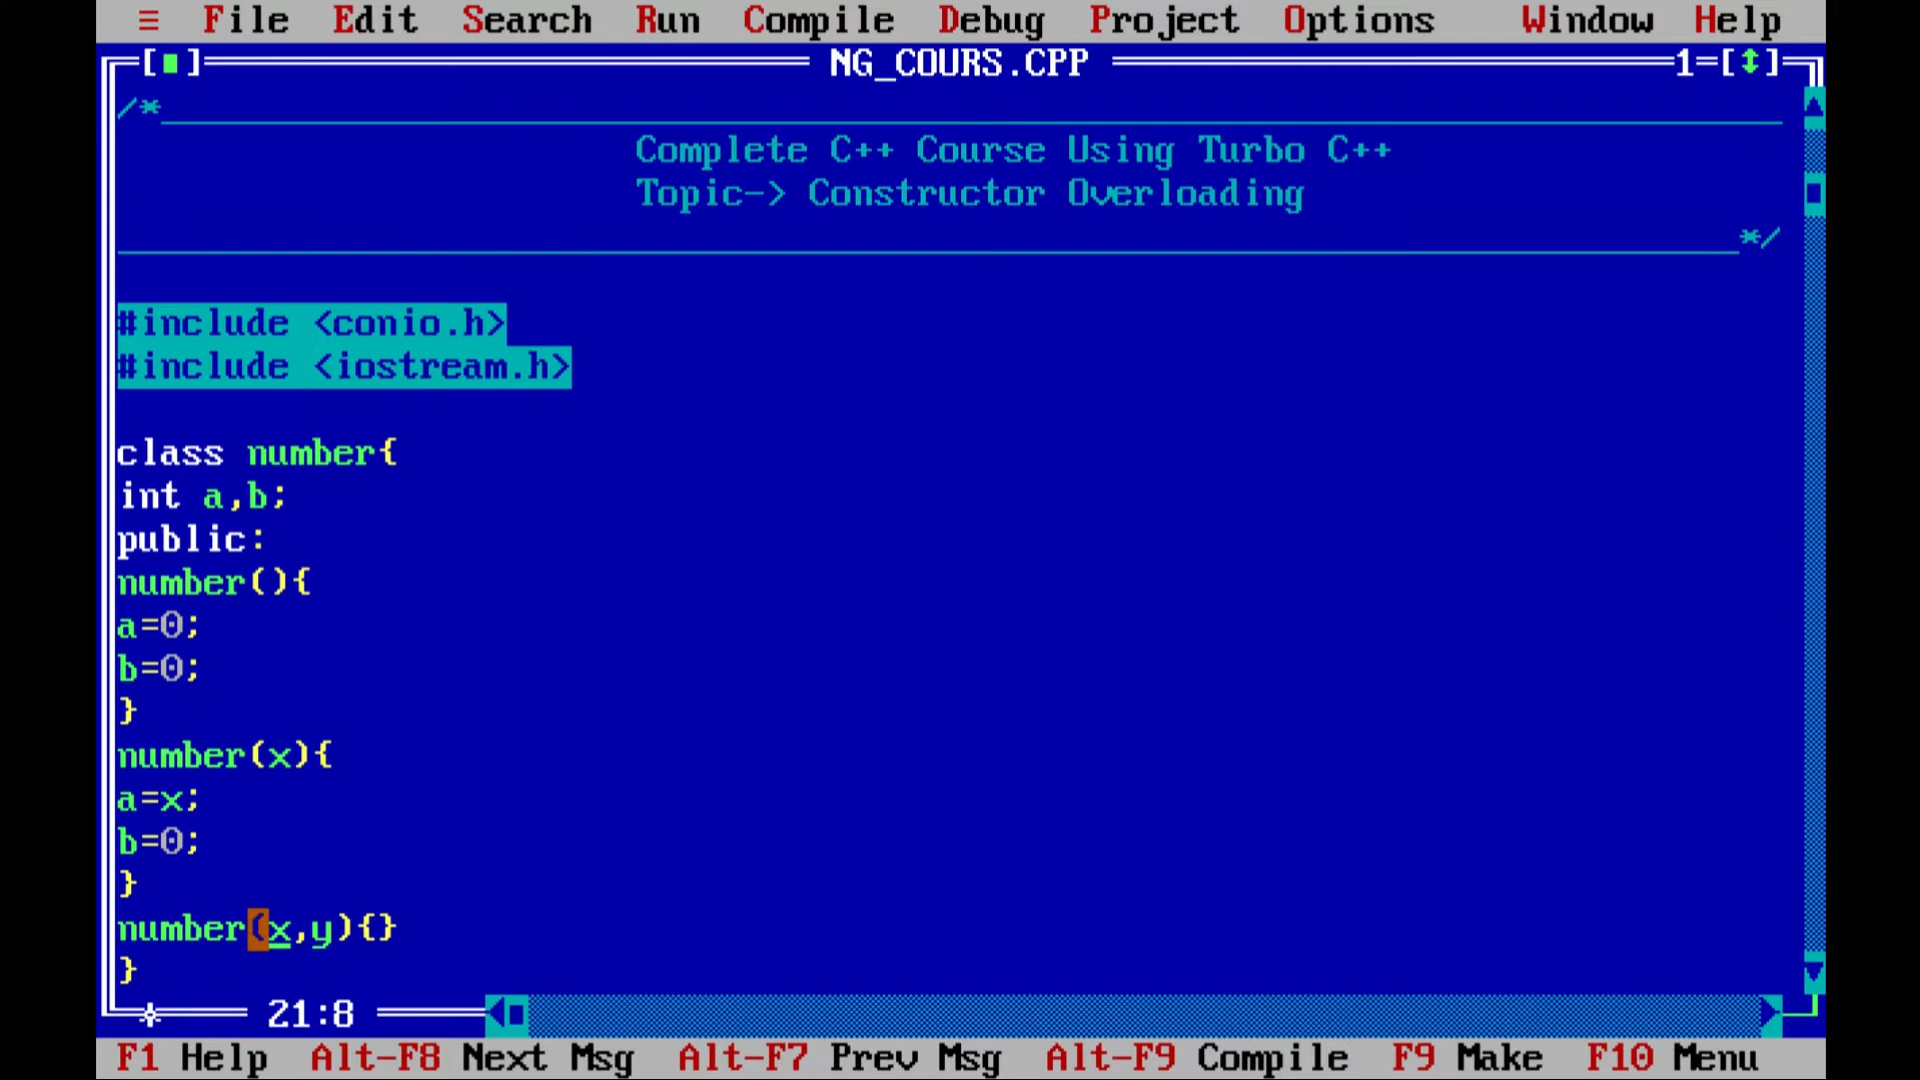 ≡ File Edit Search Run Compile Debug Project Options Window Help
[■] NG_COURS.CPP 1=[↕]
/*
Complete C++ Course Using Turbo C++
Topic-> Constructor Overloading
*/
#include <conio.h>
#include <iostream.h>
class number{
int a,b;
public:
number(){
a=0;
b=0;
}
number(x){
a=x;
b=0;
}
number(x,y){}
}
21:8
F1 Help Alt-F8 Next Msg Alt-F7 Prev Msg Alt-F9 Compile F9 Make F10 Menu